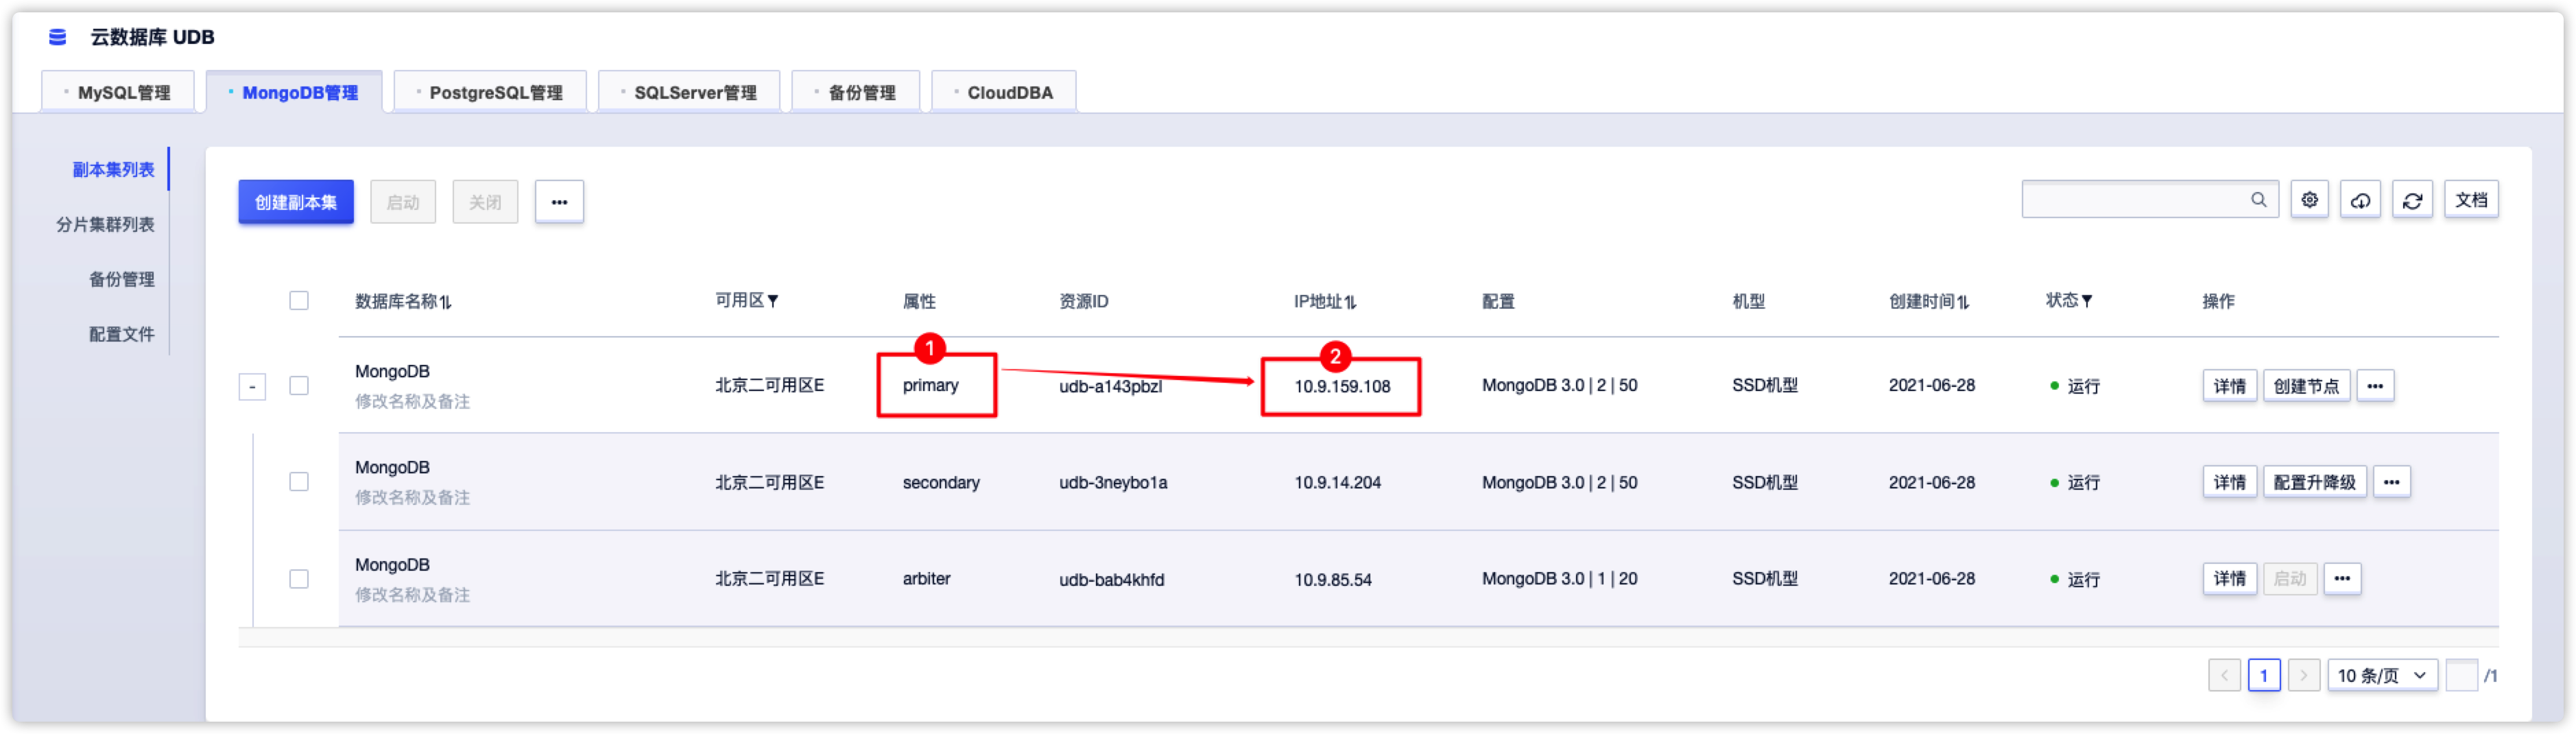 云数据库 UDB
MySQL管理 MongoDB管理 PostgreSQL管理 SQLServer管理 备份管理 CloudDBA
副本集列表
分片集群列表
备份管理
配置文件
创建副本集 启动 关闭 ••• 文档
数据库名称 可用区 属性 资源ID IP地址 配置 机型 创建时间 状态 操作
1 2
MongoDB
修改名称及备注
北京二可用区E primary udb-a143pbzl 10.9.159.108 MongoDB 3.0 | 2 | 50 SSD机型 2021-06-28 运行 详情 创建节点 •••
MongoDB
修改名称及备注
北京二可用区E secondary udb-3neybo1a 10.9.14.204 MongoDB 3.0 | 2 | 50 SSD机型 2021-06-28 运行 详情 配置升降级 •••
MongoDB
修改名称及备注
北京二可用区E arbiter udb-bab4khfd 10.9.85.54 MongoDB 3.0 | 1 | 20 SSD机型 2021-06-28 运行 详情 启动 •••
1 10 条/页 /1